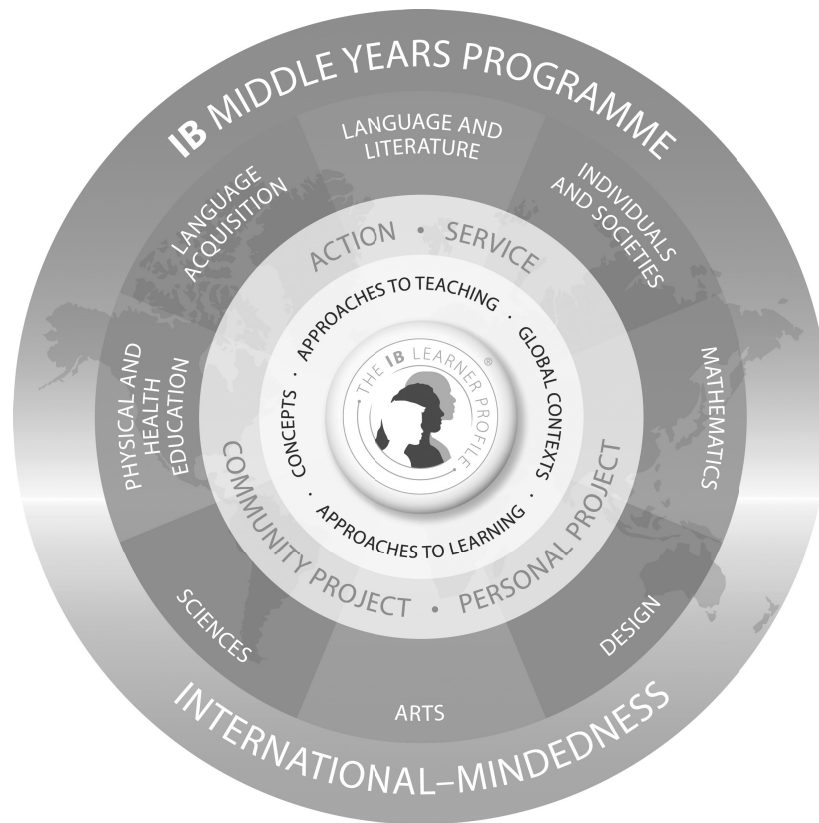 IB MIDDLE YEARS PROGRAMME
LANGUAGE AND
LITERATURE
INDIVIDUALS
AND SOCIETIES
MATHEMATICS
DESIGN
ARTS
SCIENCES
PHYSICAL AND
HEALTH
EDUCATION
LANGUAGE
ACQUISITION
ACTION • SERVICE
PERSONAL PROJECT •
COMMUNITY PROJECT
APPROACHES TO TEACHING ·
GLOBAL CONTEXTS ·
APPROACHES TO LEARNING ·
CONCEPTS ·
• THE IB LEARNER PROFILE •
®
INTERNATIONAL–MINDEDNESS